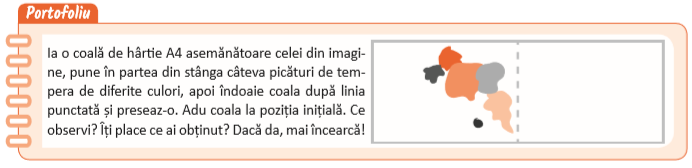 Portofoliu
Ia o coală de hârtie A4 asemănătoare celei din imagi-
ne, pune în partea din stânga câteva picături de tem-
pera de diferite culori, apoi îndoaie coala după linia
punctată și preseaz-o. Adu coala la poziția inițială. Ce
observi? Îți place ce ai obținut? Dacă da, mai încearcă!